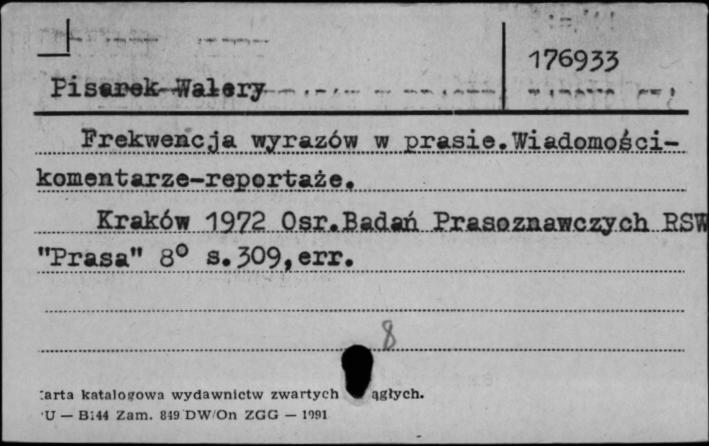 176933
Pisarek Walery
Frekwencja wyrazów w prasie.Wiadomości-
komentarze-reportaże.
Kraków 1972 Osr.Badań Prasoznawczych RSW
"Prasa" 8° s.309,err.
8
arta katalogowa wydawnictw zwartych ągłych.
U — B144 Zam. 849 DW/On ZGG — 1991